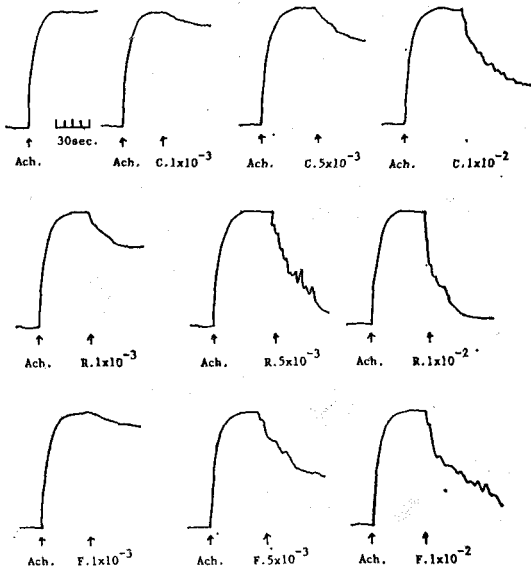 30sec.
Ach. Ach. C.1x10⁻³ Ach. C.5x10⁻³ Ach. C.1x10⁻²
Ach. R.1x10⁻³ Ach. R.5x10⁻³ Ach. R.1x10⁻²
Ach. F.1x10⁻³ Ach. F.5x10⁻³ Ach. F.1x10⁻²